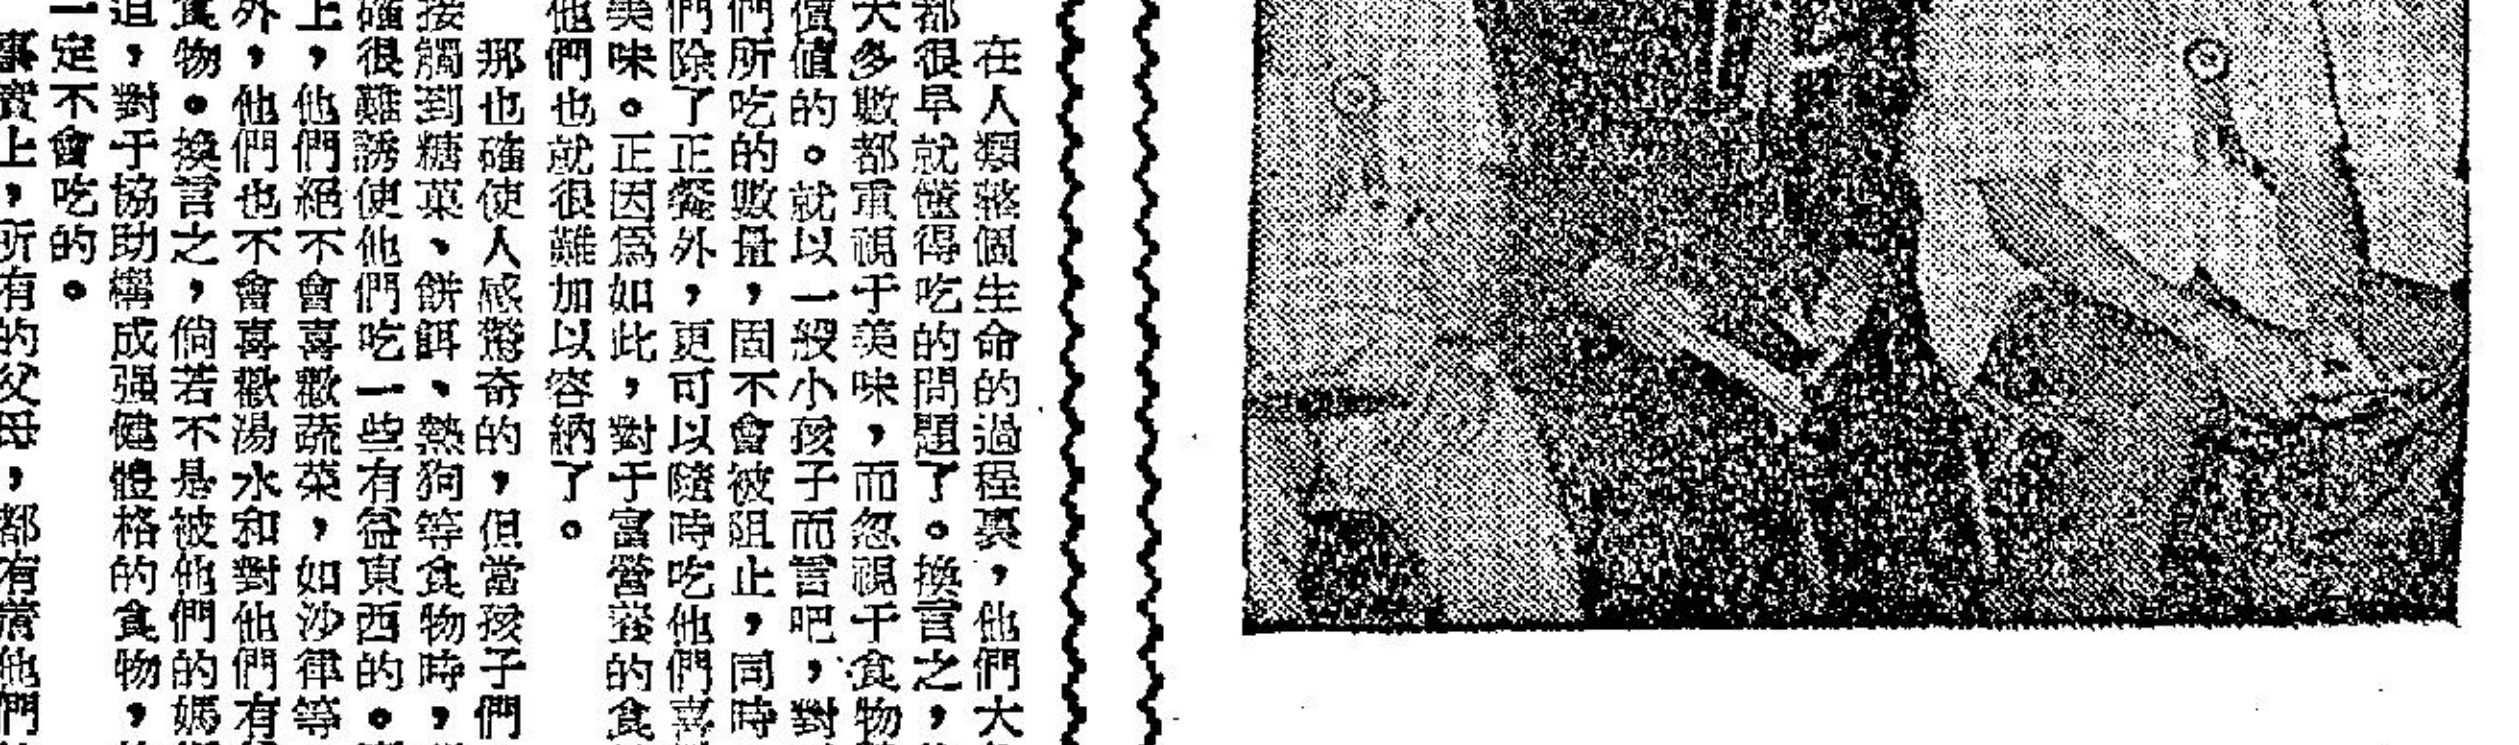 在人類整個生命的過程裏，他們大
都很早就懂得吃的問題了。換言之，
大多數都重視于美味，而忽視于食物
價值的。就以一般小孩子而言吧，對
們所吃的數量，固不會被阻止，同時
們除了正餐外，更可以隨時吃他們喜
美味。正因爲如此，對于富營養的食
他們也就很難加以容納了。
那也確使人感驚奇的，但當孩子們
接觸到糖菓、餅餌、熱狗等食物時，
確很難誘使他們吃一些有益東西的。
上，他們絕不會喜歡蔬菜，如沙律等
外，他們也不會喜歡湯水和對他們有
食物。換言之，倘若不是被他們的媽
迫，對于協助構成强健體格的食物，
一定不會吃的。
事實上，所有的父母，都有着他們